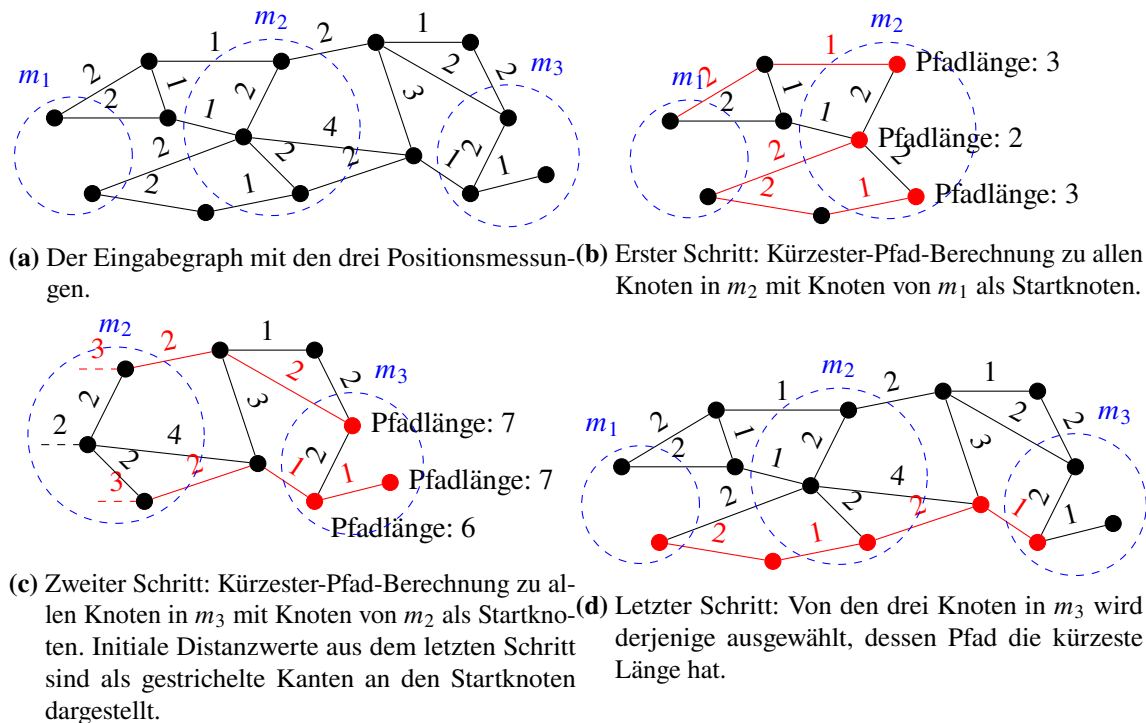 m1
m2
m3
2
2
1
1
1
2
2
1
2
2
3
4
2
2
2
1
2
1
2
1
(a) Der Eingabegraph mit den drei Positionsmessun-
gen.
m1
m2
2
2
1
1
1
2
2
2
2
1
Pfadlänge: 3
Pfadlänge: 2
Pfadlänge: 3
(b) Erster Schritt: Kürzester-Pfad-Berechnung zu allen
Knoten in m2 mit Knoten von m1 als Startknoten.
m2
m3
3
2
1
2
2
2
3
2
4
2
2
3
1
2
1
Pfadlänge: 7
Pfadlänge: 7
Pfadlänge: 6
(c) Zweiter Schritt: Kürzester-Pfad-Berechnung zu al-
len Knoten in m3 mit Knoten von m2 als Startkno-
ten. Initiale Distanzwerte aus dem letzten Schritt
sind als gestrichelte Kanten an den Startknoten
dargestellt.
m1
m2
m3
2
2
1
1
1
2
2
1
2
2
3
4
2
2
2
1
2
1
2
1
(d) Letzter Schritt: Von den drei Knoten in m3 wird
derjenige ausgewählt, dessen Pfad die kürzeste
Länge hat.